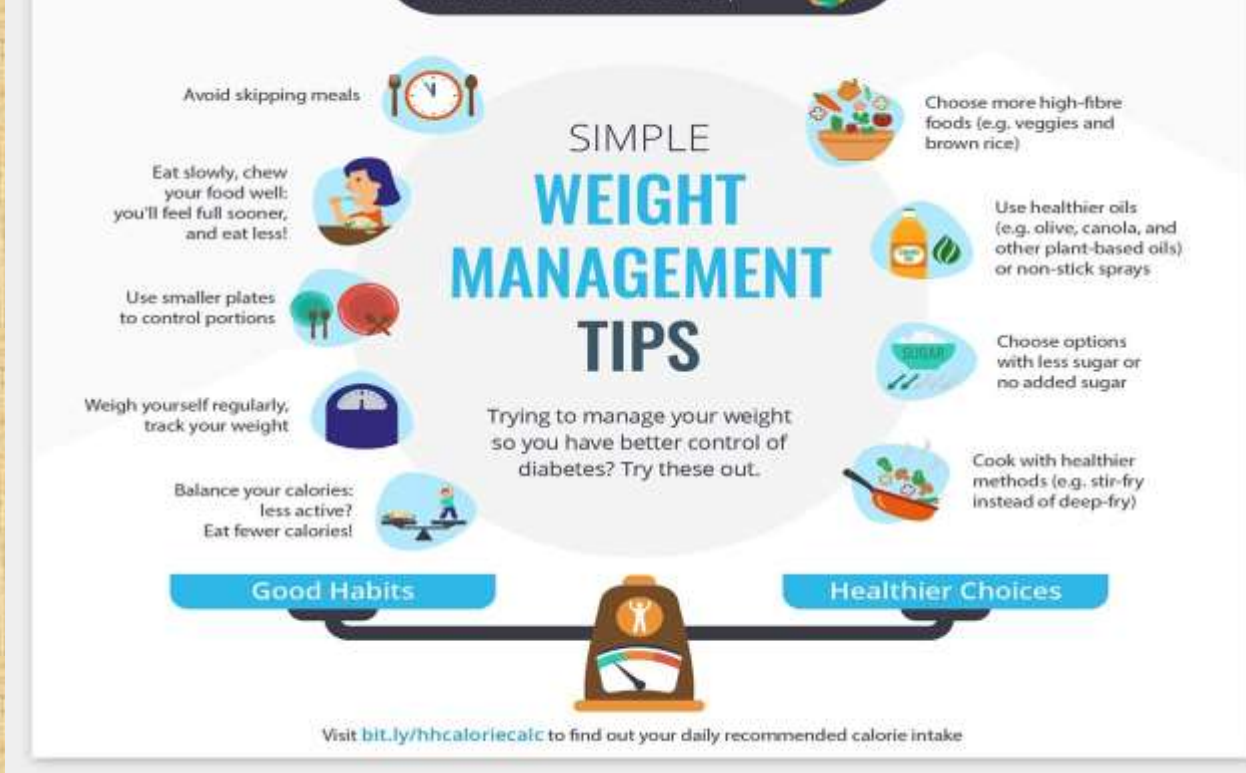 SIMPLE
WEIGHT
MANAGEMENT
TIPS
Trying to manage your weight
so you have better control of
diabetes? Try these out.
Avoid skipping meals
Eat slowly, chew
your food well:
you'll feel full sooner,
and eat less!
Use smaller plates
to control portions
Weigh yourself regularly,
track your weight
Balance your calories:
less active?
Eat fewer calories!
Good Habits
Choose more high-fibre
foods (e.g. veggies and
brown rice)
Use healthier oils
(e.g. olive, canola, and
other plant-based oils)
or non-stick sprays
SUGAR
Choose options
with less sugar or
no added sugar
Cook with healthier
methods (e.g. stir-fry
instead of deep-fry)
Healthier Choices
Visit bit.ly/hhcaloriecalc to find out your daily recommended calorie intake